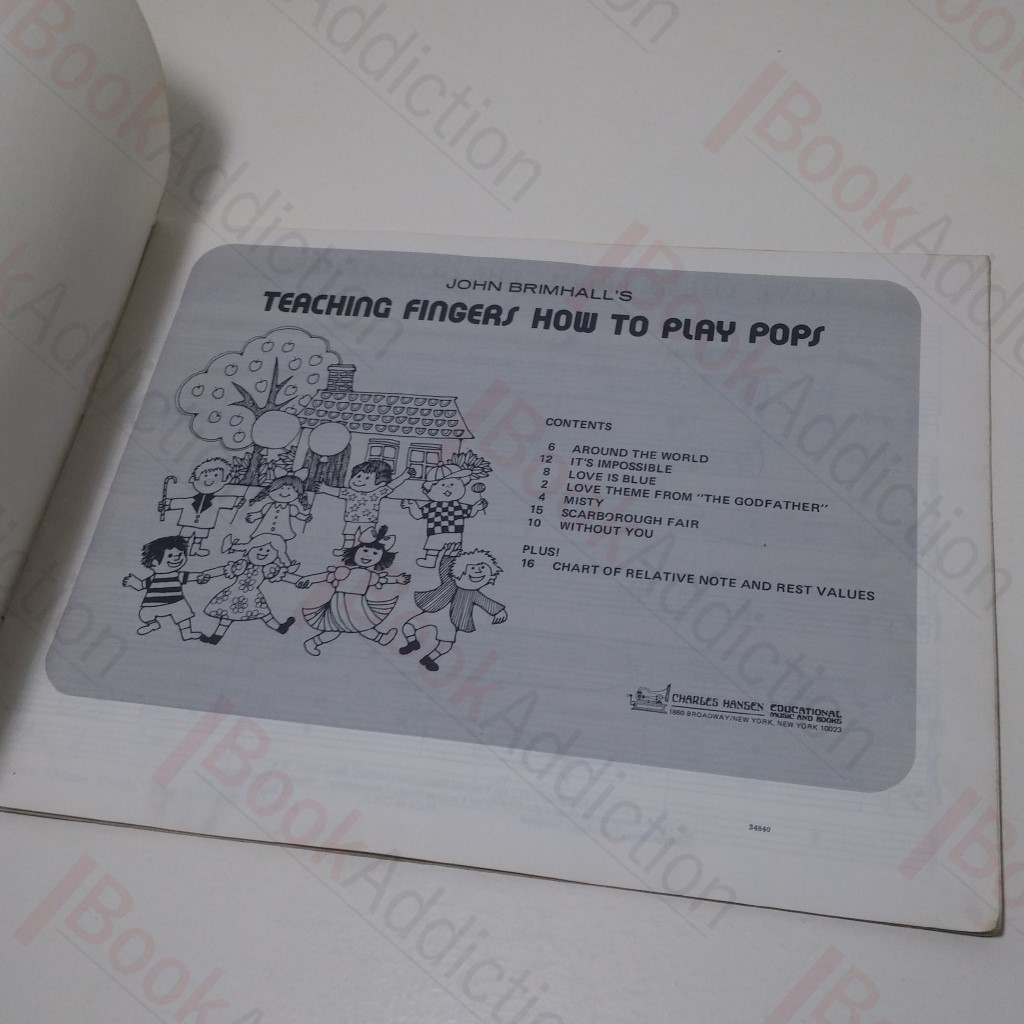 JOHN BRIMHALL'S
TEACHING FINGERS HOW TO PLAY POPS
CONTENTS
6 AROUND THE WORLD
12 IT'S IMPOSSIBLE
8 LOVE IS BLUE
2 LOVE THEME FROM "THE GODFATHER"
4 MISTY
15 SCARBOROUGH FAIR
10 WITHOUT YOU
PLUS!
16 CHART OF RELATIVE NOTE AND REST VALUES
CHARLES HANSEN EDUCATIONAL
MUSIC AND BOOKS
1860 BROADWAY/NEW YORK, NEW YORK 10023
BookAddiction